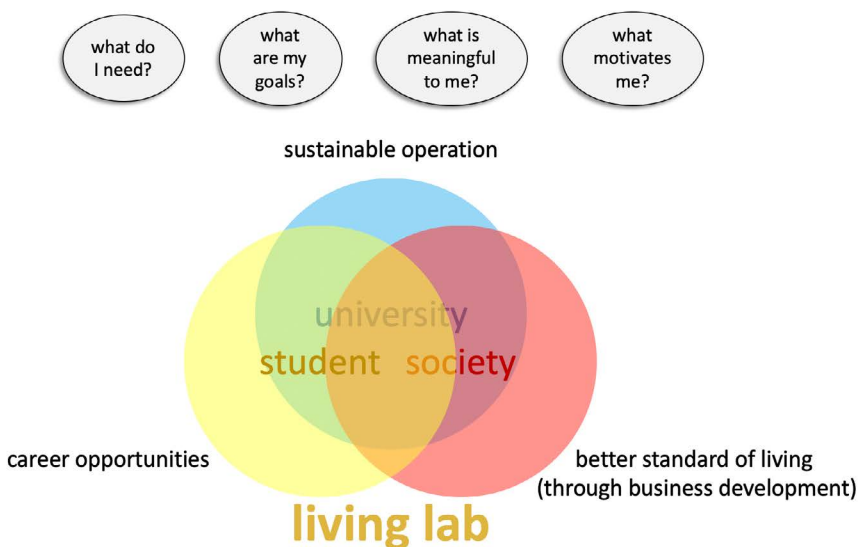 what do
I need?
what
are my
goals?
what is
meaningful
to me?
what
motivates
me?
sustainable operation
university
student society
career opportunities
better standard of living
(through business development)
living lab